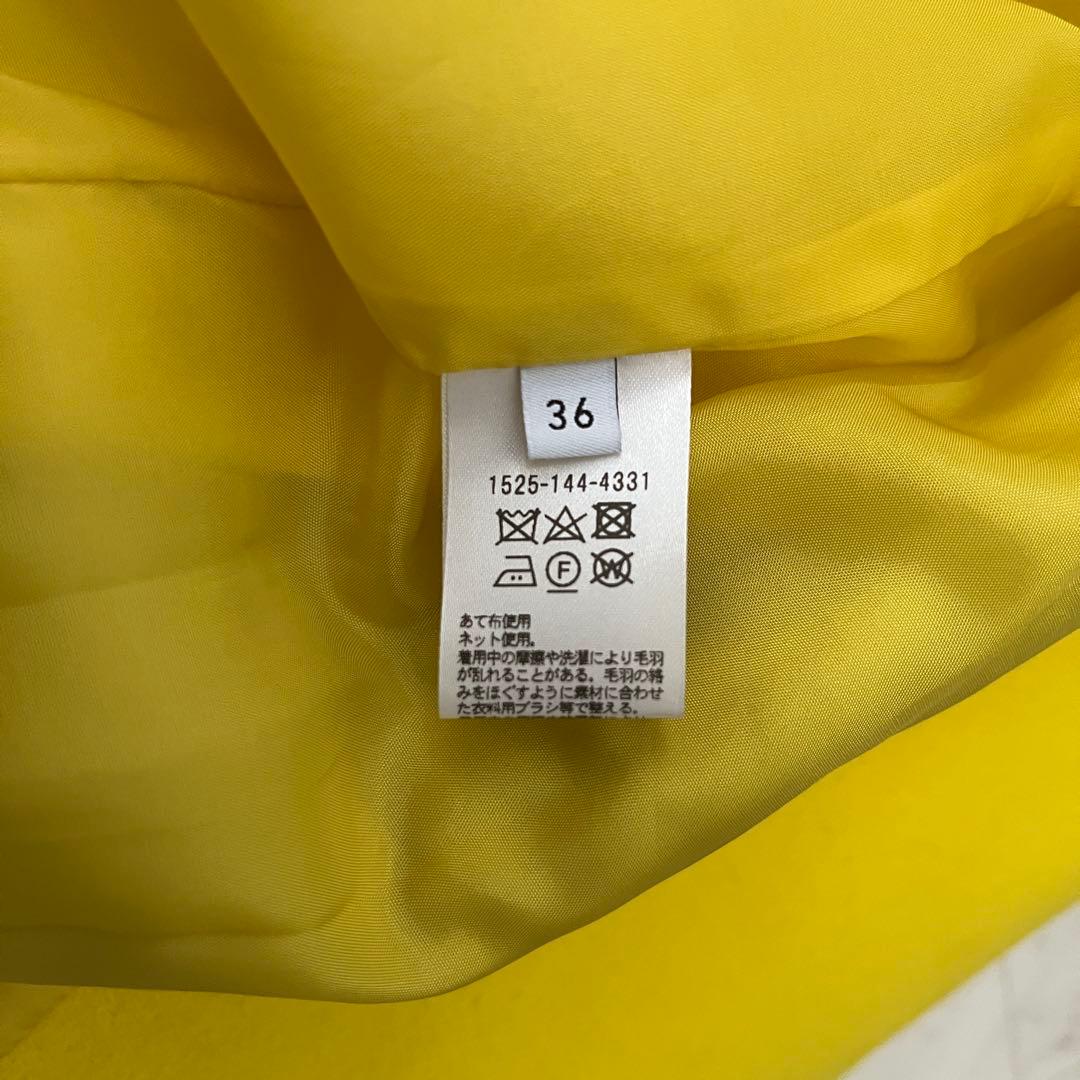 36
1525-144-4331
F
W
あて布使用
ネット使用。
着用中の摩擦や洗濯により毛羽
が乱れることがある。毛羽の絡
みをほぐすように素材に合わせ
た衣料用ブラシ等で整える。